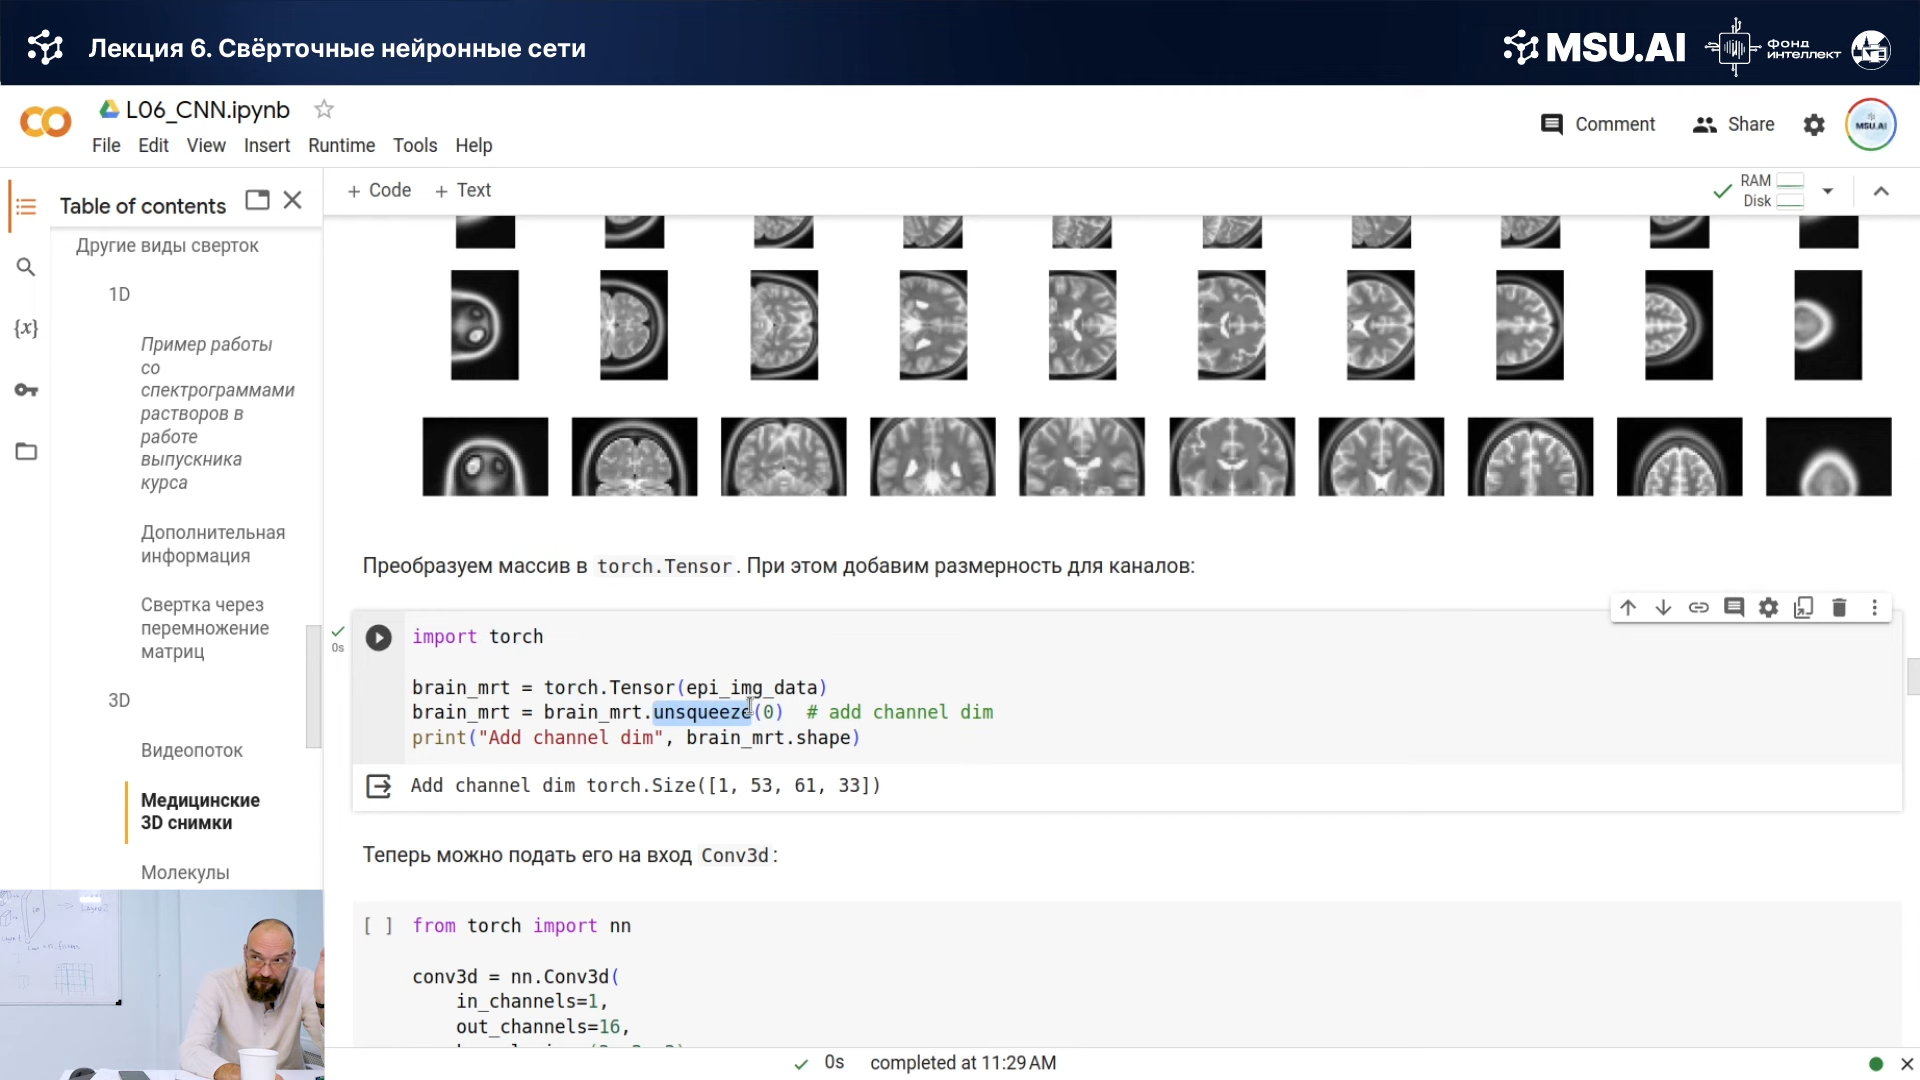 Лекция 6. Свёрточные нейронные сети
MSU.AI
ФОНД
ИНТЕЛЛЕКТ
L06_CNN.ipynb
Comment
Share
MSU.AI
File Edit View Insert Runtime Tools Help
Table of contents
+ Code + Text
RAM
Disk
Другие виды сверток
1D
Пример работы
со
спектрограммами
растворов в
работе
выпускника
курса
Дополнительная
информация
Свертка через
перемножение
матриц
3D
Видеопоток
Медицинские
3D снимки
Молекулы
{x}
Преобразуем массив в torch.Tensor. При этом добавим размерность для каналов:
0s
import torch
brain_mrt = torch.Tensor(epi_img_data)
brain_mrt = brain_mrt.unsqueeze(0) # add channel dim
print("Add channel dim", brain_mrt.shape)
Add channel dim torch.Size([1, 53, 61, 33])
Теперь можно подать его на вход Conv3d:
[ ] from torch import nn
conv3d = nn.Conv3d(
in_channels=1,
out_channels=16,
0s completed at 11:29 AM